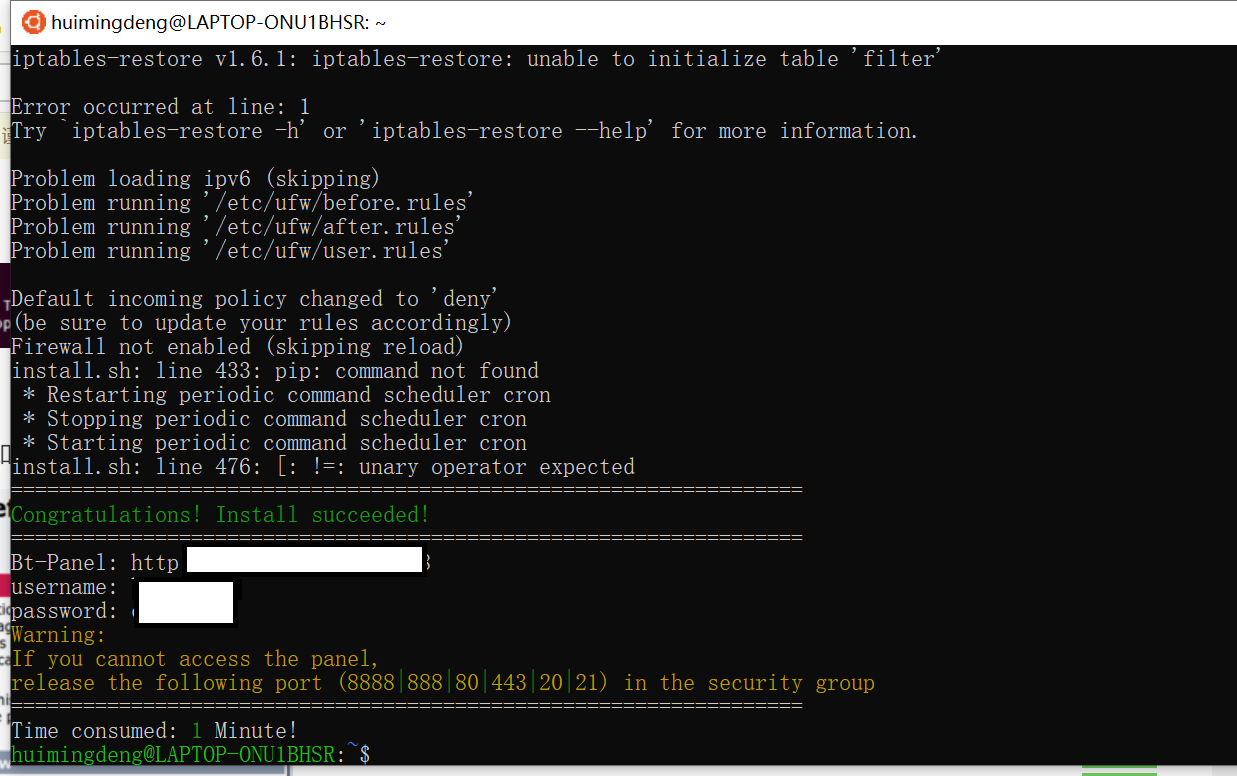 huimingdeng@LAPTOP-ONU1BHSR: ~
iptables-restore v1.6.1: iptables-restore: unable to initialize table 'filter'
Error occurred at line: 1
Try `iptables-restore -h' or 'iptables-restore --help' for more information.
Problem loading ipv6 (skipping)
Problem running '/etc/ufw/before.rules'
Problem running '/etc/ufw/after.rules'
Problem running '/etc/ufw/user.rules'
Default incoming policy changed to 'deny'
(be sure to update your rules accordingly)
Firewall not enabled (skipping reload)
install.sh: line 433: pip: command not found
* Restarting periodic command scheduler cron
* Stopping periodic command scheduler cron
* Starting periodic command scheduler cron
install.sh: line 476: [: !=: unary operator expected
==================================================================
Congratulations! Install succeeded!
==================================================================
Bt-Panel: http
username:
password:
Warning:
If you cannot access the panel,
release the following port (8888|888|80|443|20|21) in the security group
==================================================================
Time consumed: 1 Minute!
huimingdeng@LAPTOP-ONU1BHSR:~$